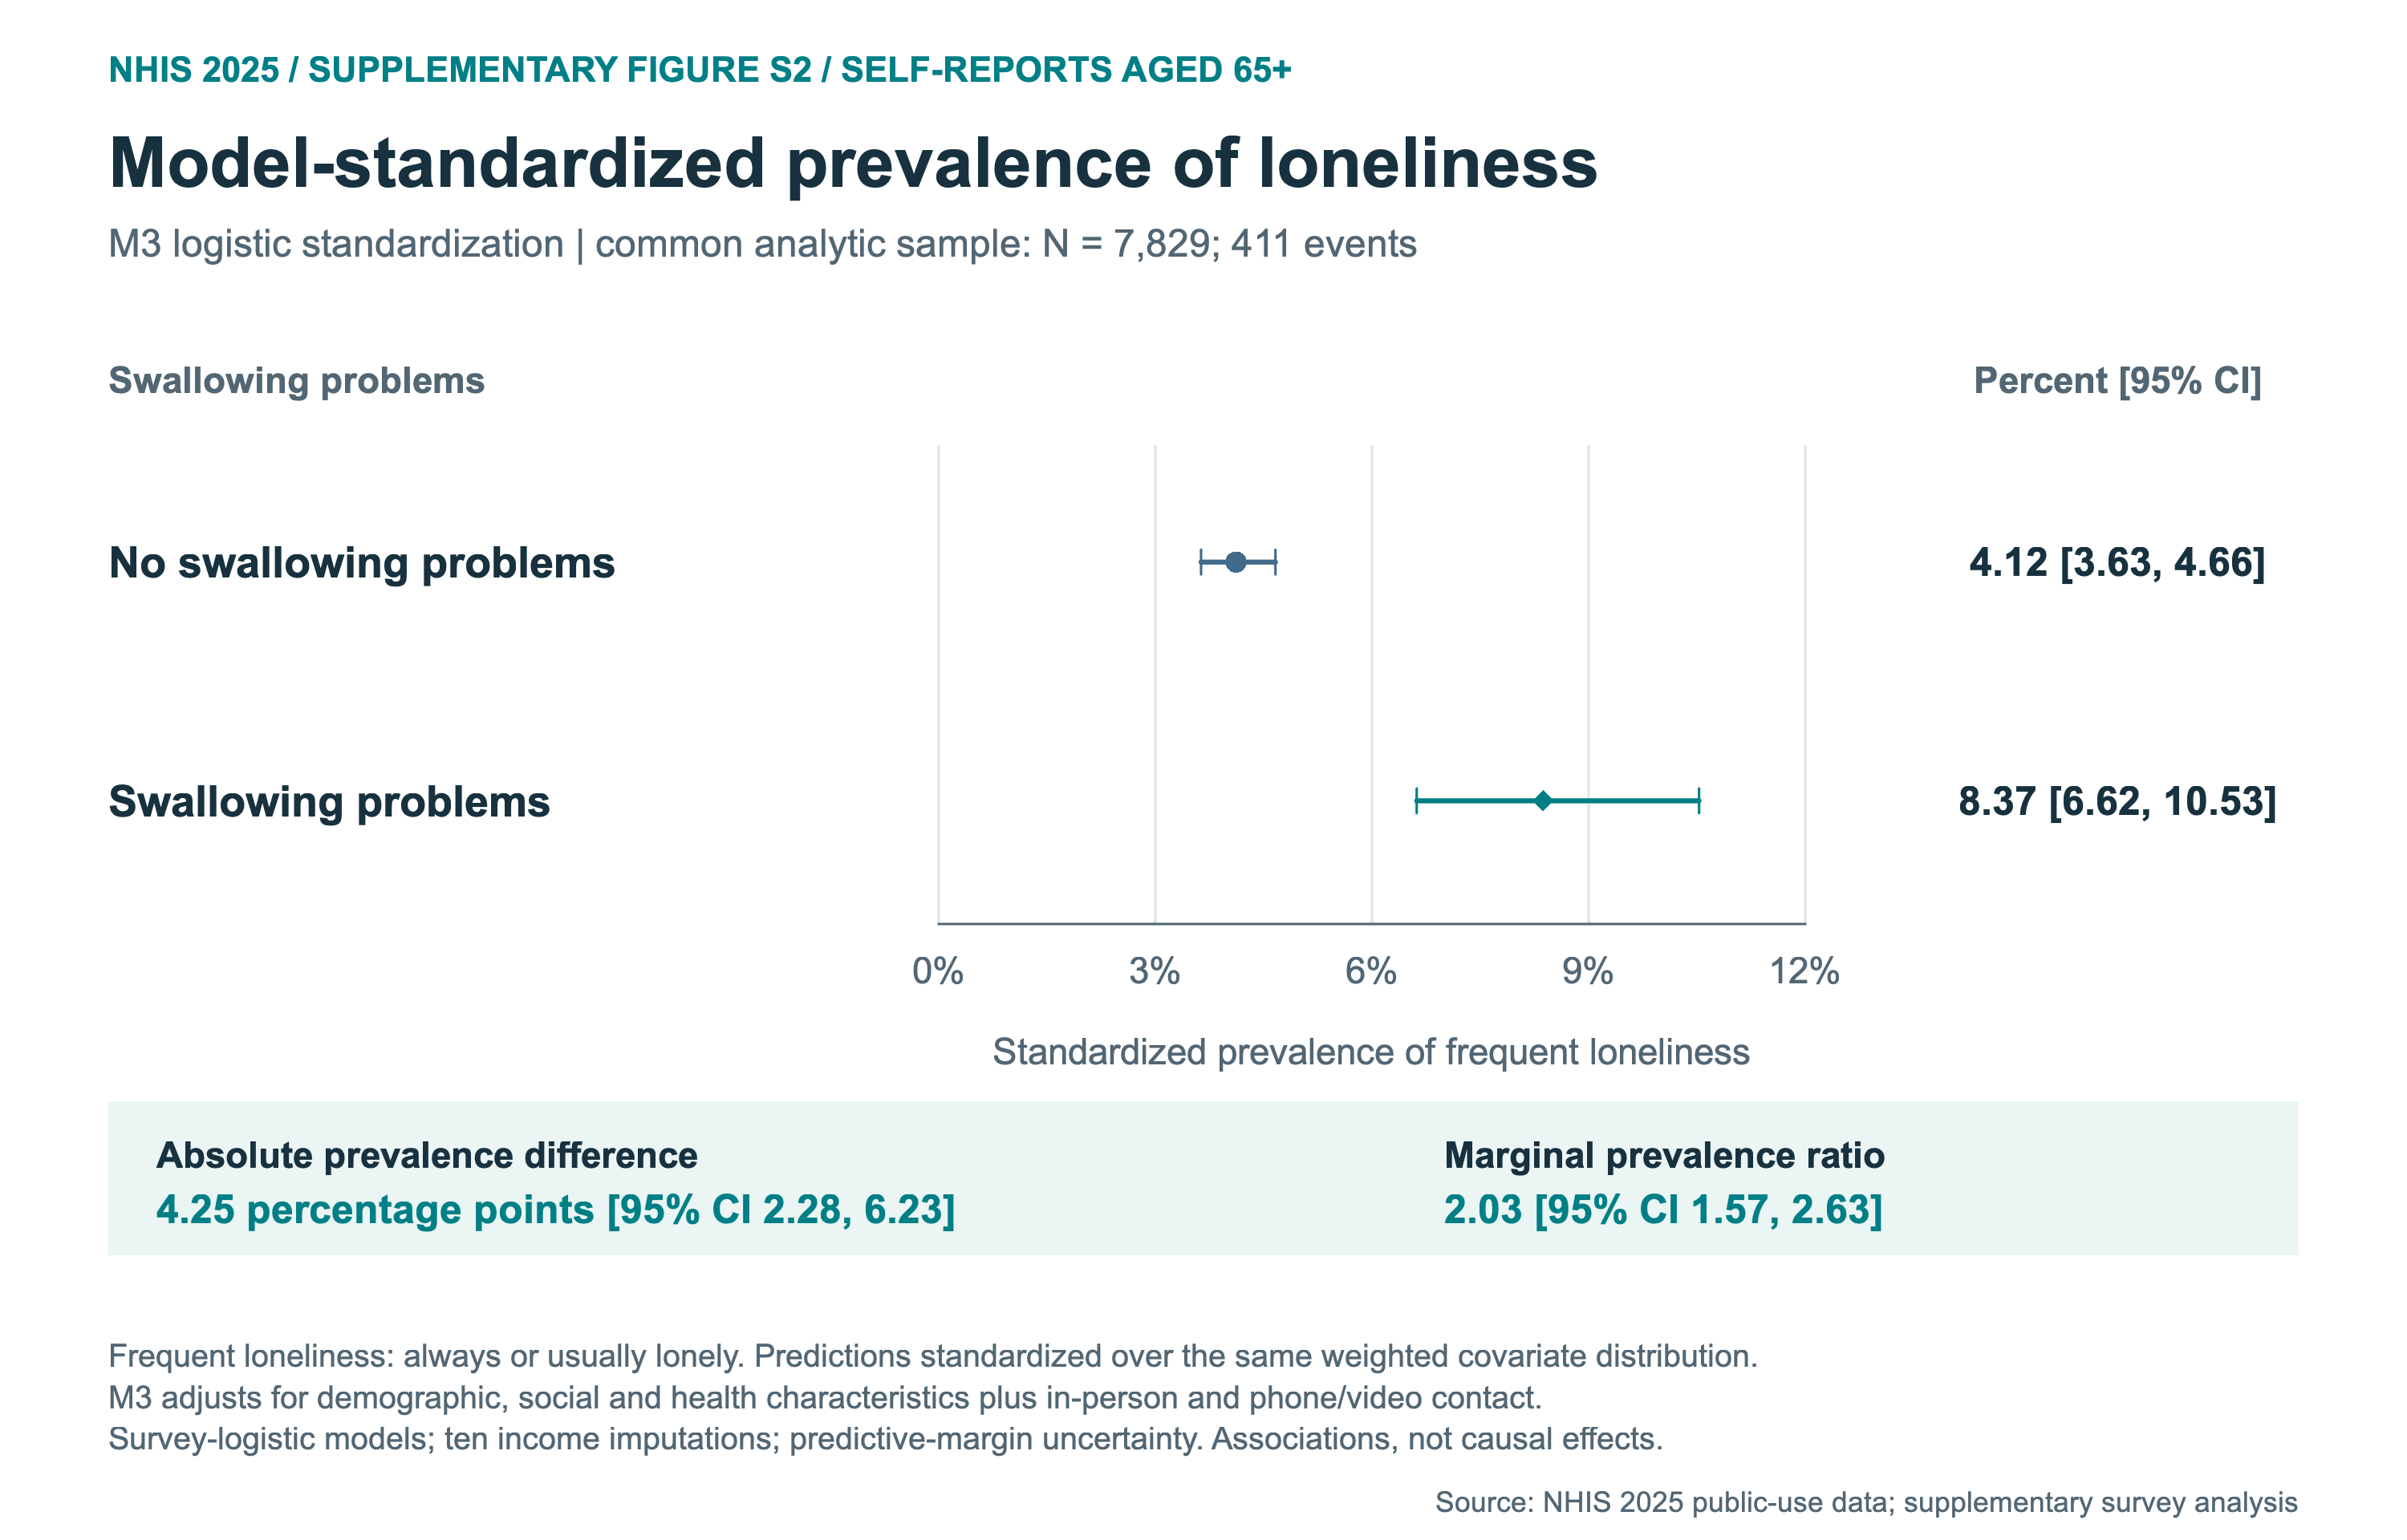 NHIS 2025 / SUPPLEMENTARY FIGURE S2 / SELF-REPORTS AGED 65+
Model-standardized prevalence of loneliness
M3 logistic standardization | common analytic sample: N = 7,829; 411 events
Swallowing problems
Percent [95% CI]
No swallowing problems
4.12 [3.63, 4.66]
Swallowing problems
8.37 [6.62, 10.53]
0% 3% 6% 9% 12%
Standardized prevalence of frequent loneliness
Absolute prevalence difference
4.25 percentage points [95% CI 2.28, 6.23]
Marginal prevalence ratio
2.03 [95% CI 1.57, 2.63]
Frequent loneliness: always or usually lonely. Predictions standardized over the same weighted covariate distribution.
M3 adjusts for demographic, social and health characteristics plus in-person and phone/video contact.
Survey-logistic models; ten income imputations; predictive-margin uncertainty. Associations, not causal effects.
Source: NHIS 2025 public-use data; supplementary survey analysis